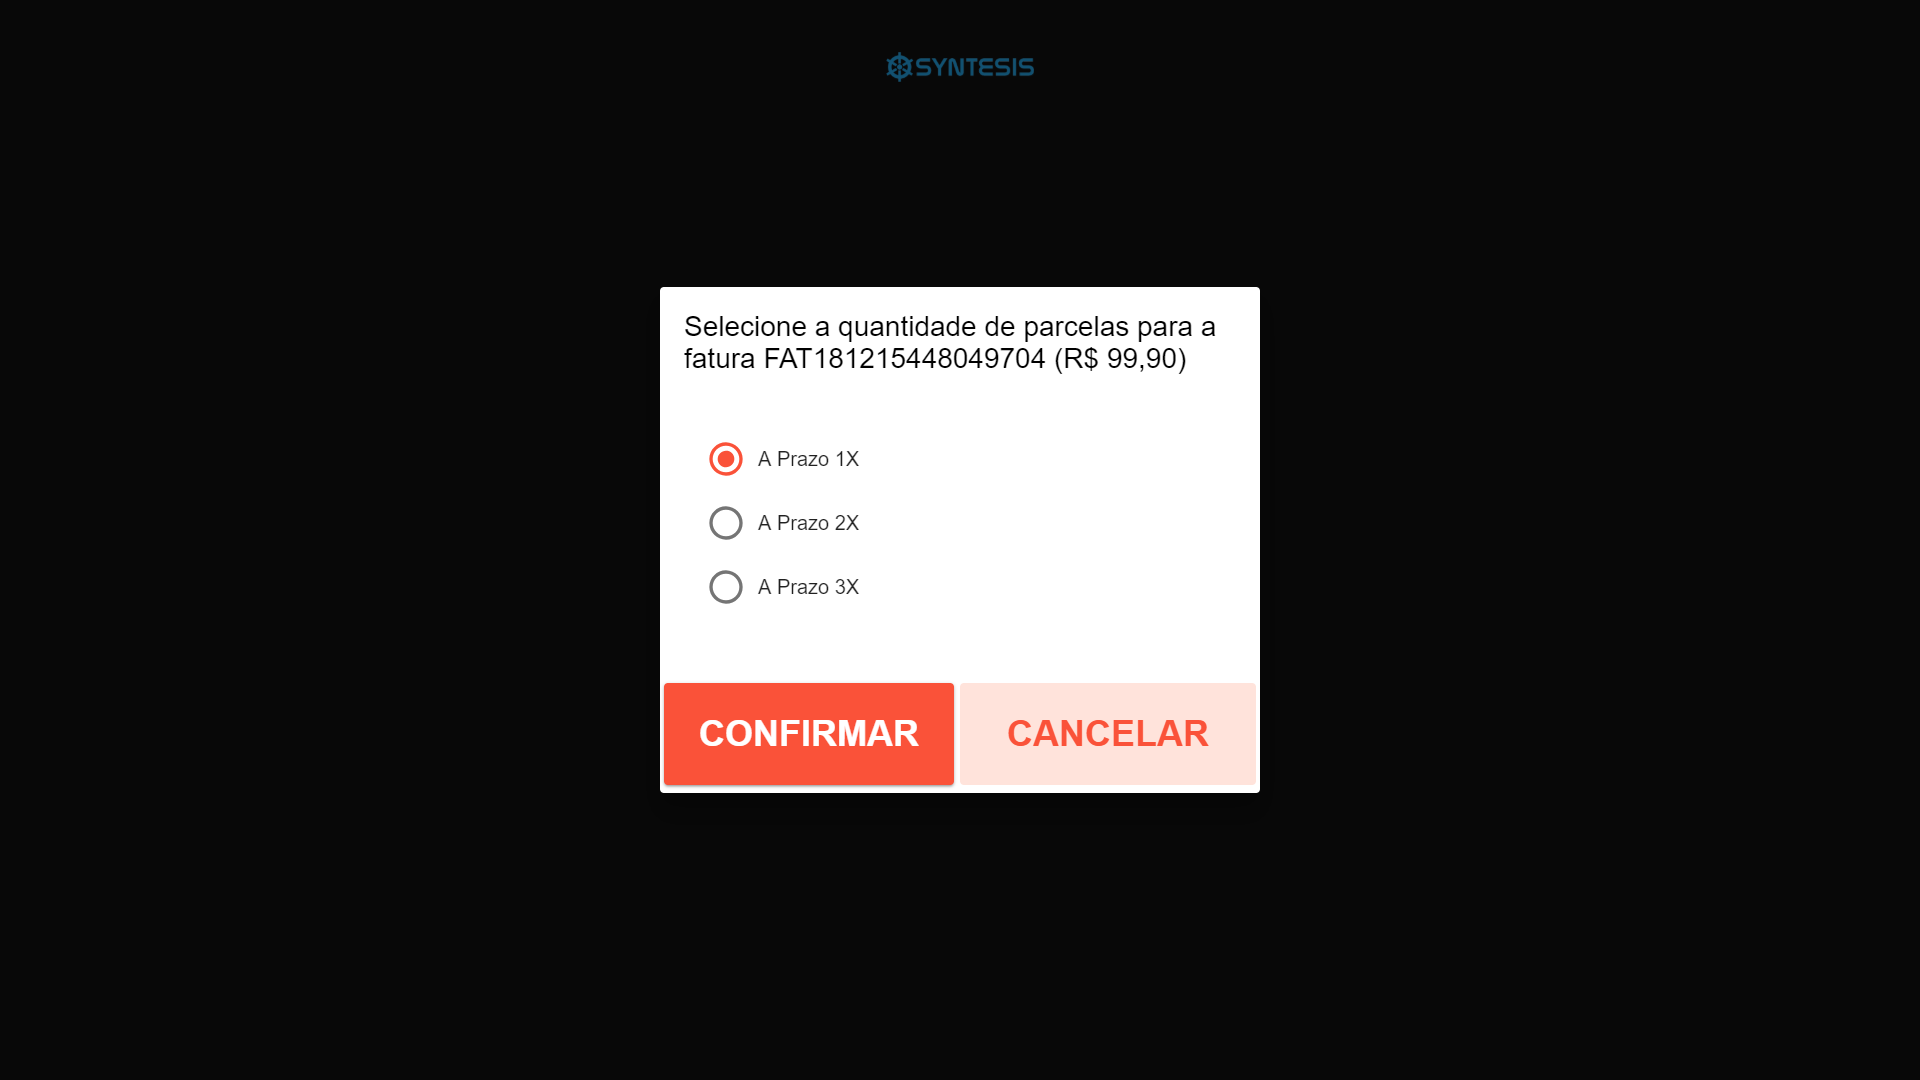 SYNTESIS
Selecione a quantidade de parcelas para a
fatura FAT181215448049704 (R$ 99,90)
A Prazo 1X
A Prazo 2X
A Prazo 3X
CONFIRMAR
CANCELAR